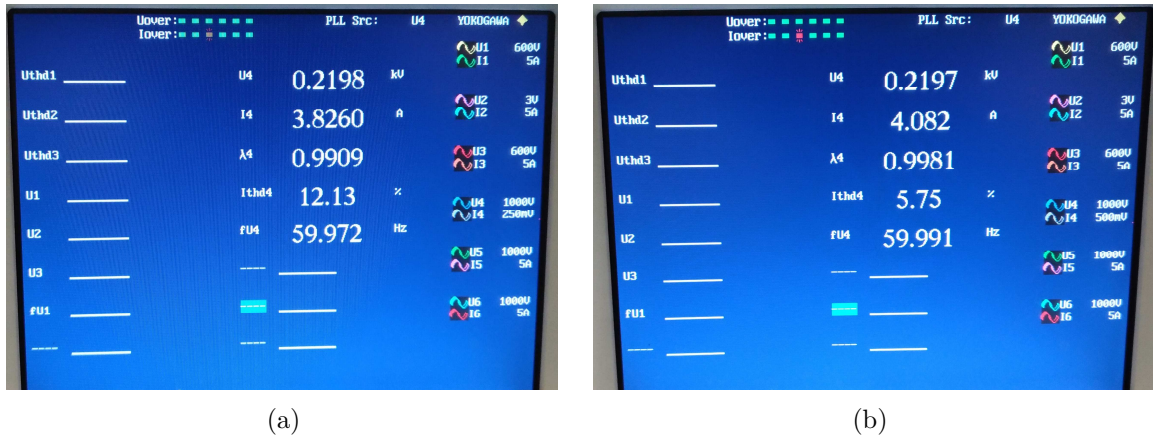 Uover: PLL Src: U4 YOKOGAWA
Iover:
U1 600V
I1 5A
Uthd1 U4 0.2198 kV
U2 3V
I2 5A
Uthd2 I4 3.8260 A
U3 600V
I3 5A
Uthd3 λ4 0.9909
U1 Ithd4 12.13 %
U4 1000V
I4 250mV
U2 fU4 59.972 Hz
U5 1000V
I5 5A
U3 ----
fU1 ----
U6 1000V
I6 5A
---- ----
(a)
Uover: PLL Src: U4 YOKOGAWA
Iover:
U1 600V
I1 5A
Uthd1 U4 0.2197 kV
U2 3V
I2 5A
Uthd2 I4 4.082 A
U3 600V
I3 5A
Uthd3 λ4 0.9981
U1 Ithd4 5.75 %
U4 1000V
I4 500mV
U2 fU4 59.991 Hz
U5 1000V
I5 5A
U3 ----
fU1 ----
U6 1000V
I6 5A
---- ----
(b)